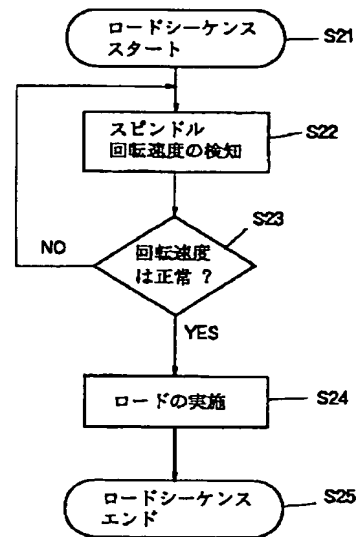 ロードシーケンス
スタート
S21
スピンドル
回転速度の検知
S22
S23
回転速度
は正常 ?
NO
YES
ロードの実施
S24
ロードシーケンス
エンド
S25